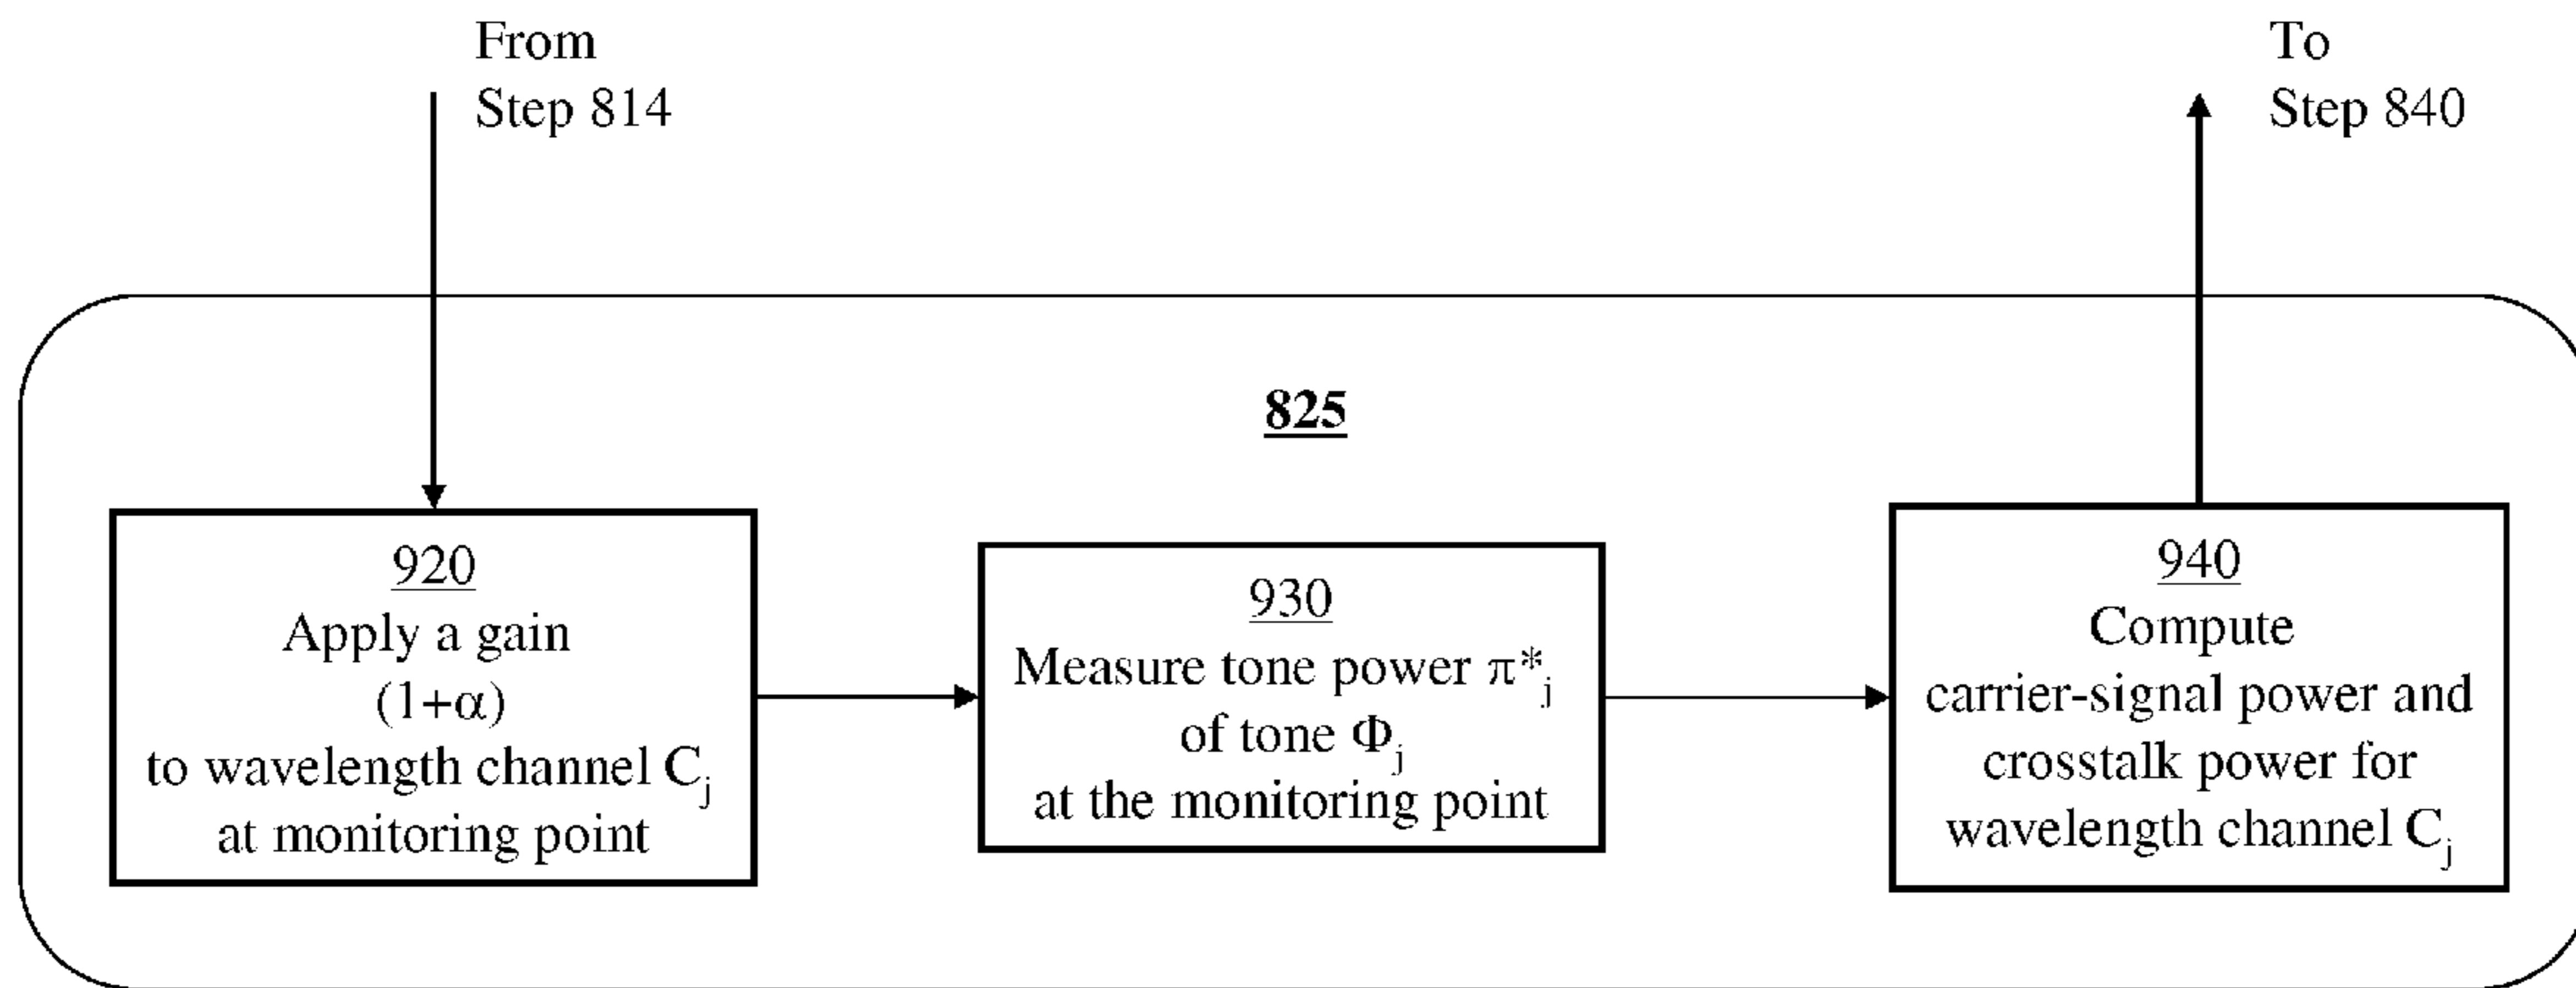 From
Step 814
To
Step 840
825
920
Apply a gain
(1+α)
to wavelength channel Cj
at monitoring point
930
Measure tone power π*j
of tone Φj
at the monitoring point
940
Compute
carrier-signal power and
crosstalk power for
wavelength channel Cj